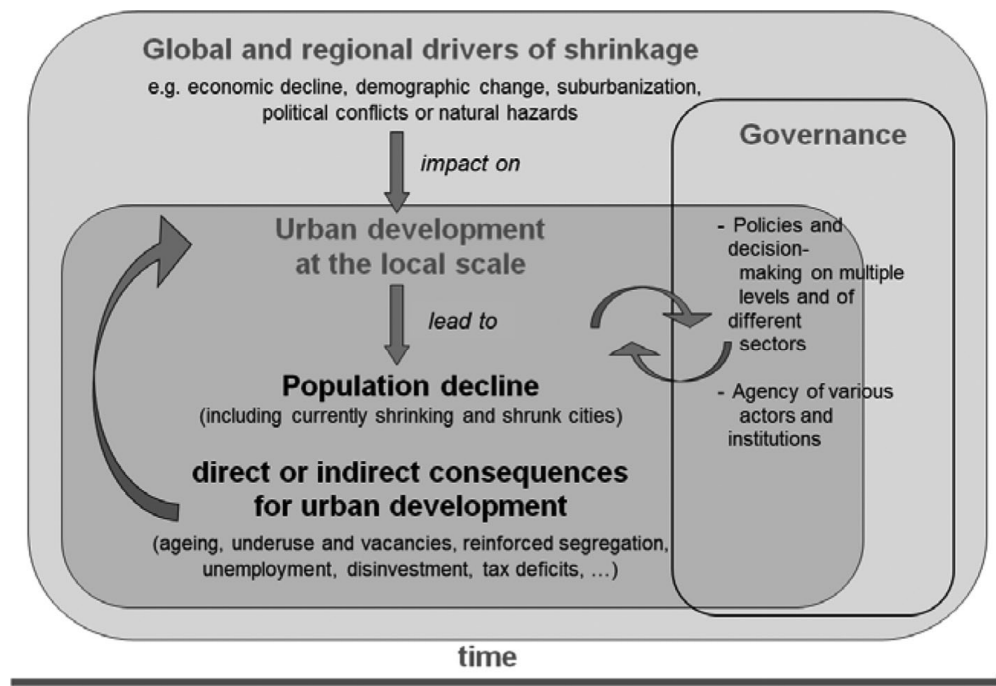 Global and regional drivers of shrinkage
e.g. economic decline, demographic change, suburbanization,
political conflicts or natural hazards
impact on
Urban development
at the local scale
lead to
Population decline
(including currently shrinking and shrunk cities)
direct or indirect consequences
for urban development
(ageing, underuse and vacancies, reinforced segregation,
unemployment, disinvestment, tax deficits, ...)
Governance
- Policies and
decision-
making on multiple
levels and of
different
sectors
- Agency of various
actors and
institutions
time